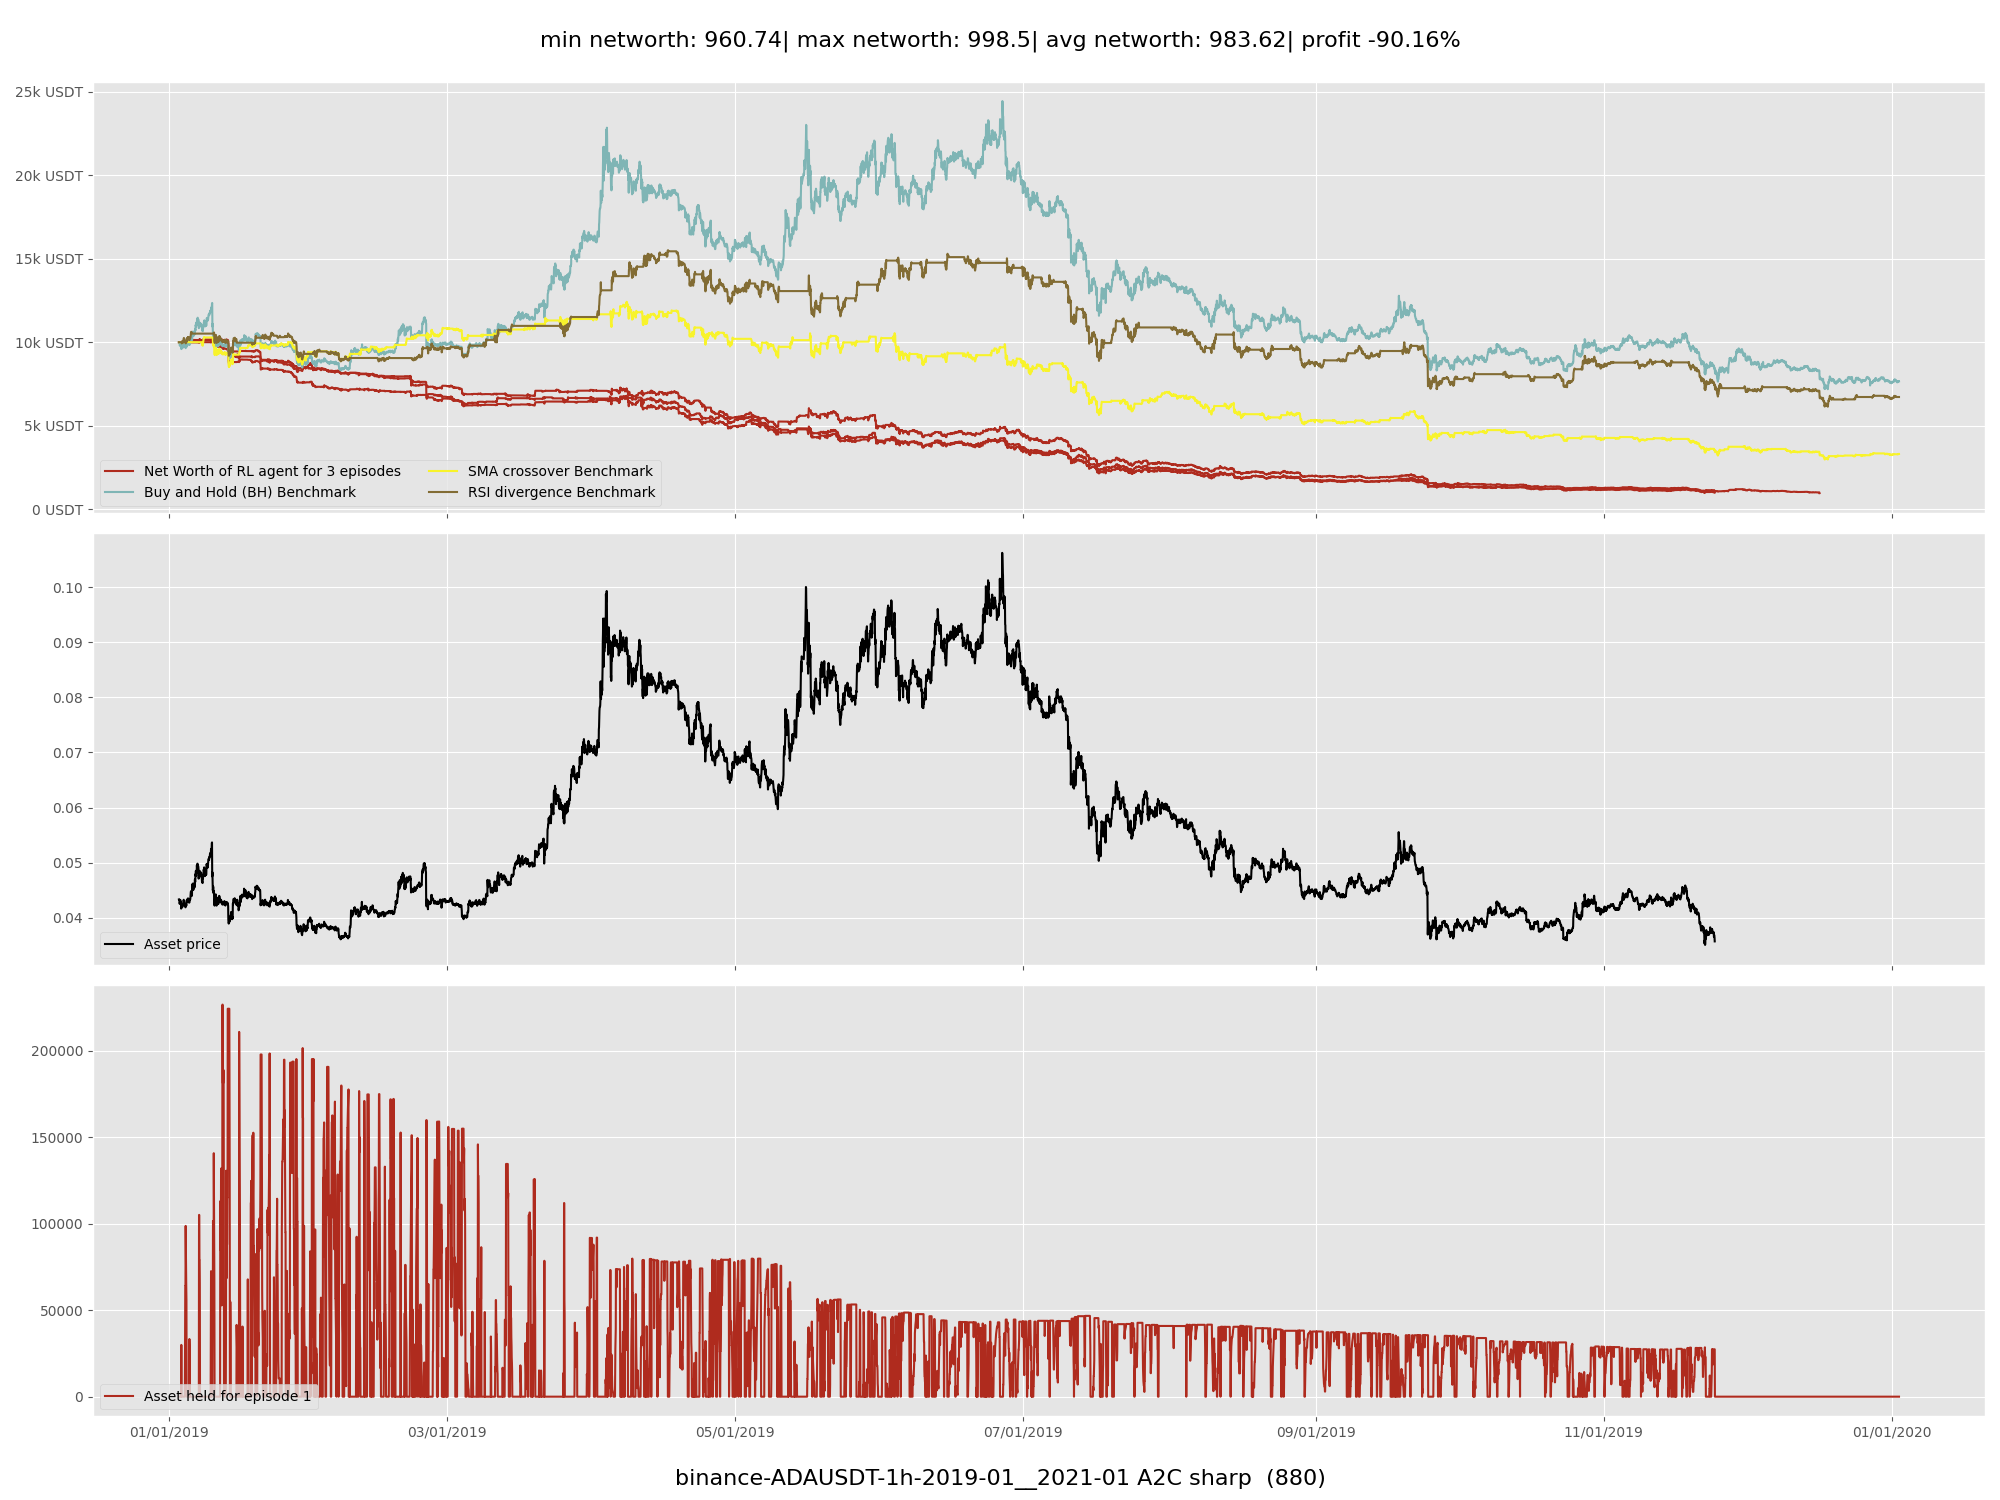 min networth: 960.74| max networth: 998.5| avg networth: 983.62| profit -90.16%
25k USDT
20k USDT
15k USDT
10k USDT
5k USDT
0 USDT
Net Worth of RL agent for 3 episodes
Buy and Hold (BH) Benchmark
SMA crossover Benchmark
RSI divergence Benchmark
0.10
0.09
0.08
0.07
0.06
0.05
0.04
Asset price
200000
150000
100000
50000
0
Asset held for episode 1
01/01/2019 03/01/2019 05/01/2019 07/01/2019 09/01/2019 11/01/2019 01/01/2020
binance-ADAUSDT-1h-2019-01__2021-01 A2C sharp (880)